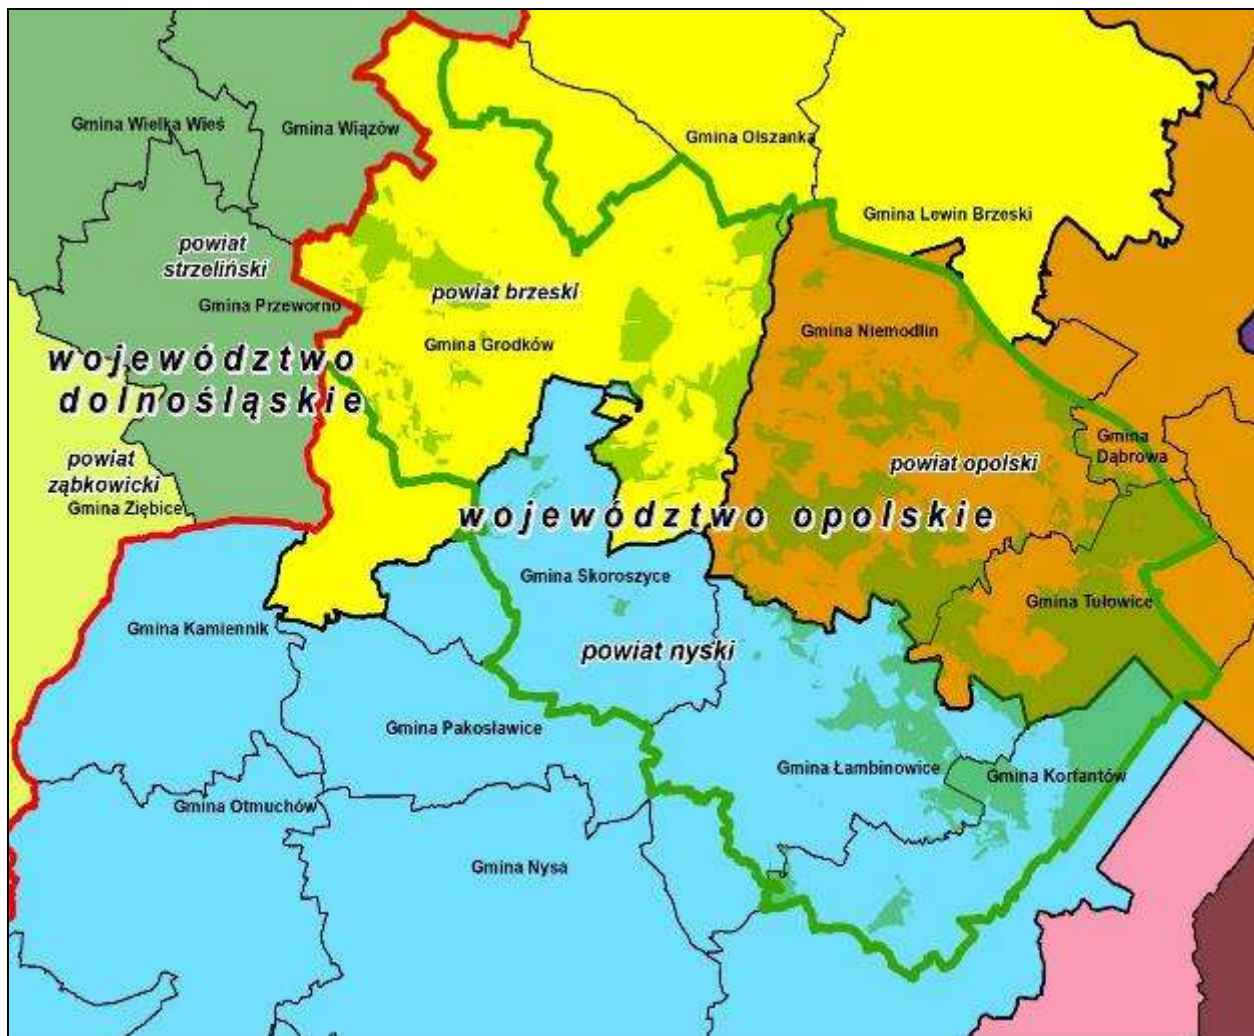 Gmina Wielka Wieś
Gmina Wiązów
Gmina Olszanka
Gmina Lewin Brzeski
powiat
strzeliński
powiat brzeski
Gmina Przeworno
Gmina Niemodlin
województwo
dolnośląskie
Gmina Grodków
powiat
ząbkowicki
Gmina Ziębice
powiat opolski
Gmina
Dąbrowa
województwo opolskie
Gmina Skoroszyce
Gmina Tułowice
Gmina Kamiennik
powiat nyski
Gmina Pakosławice
Gmina Łambinowice
Gmina Korfantów
Gmina Otmuchów
Gmina Nysa